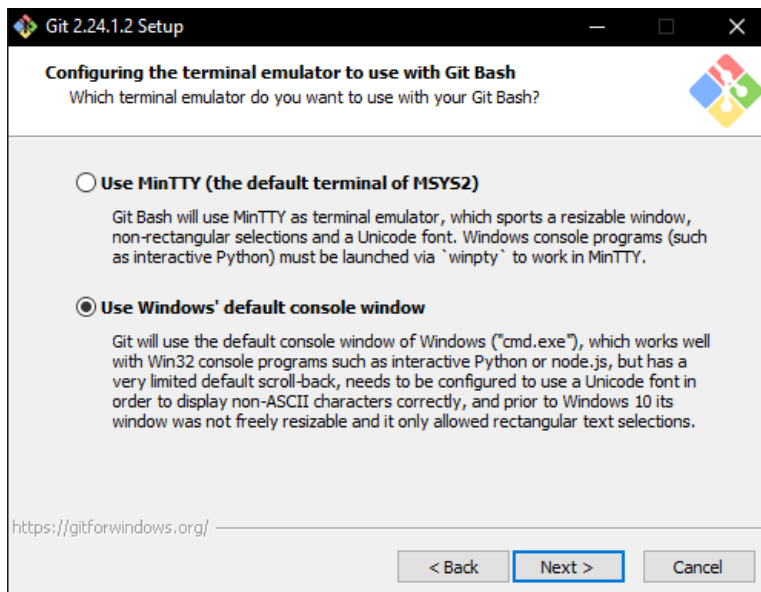 Git 2.24.1.2 Setup
Configuring the terminal emulator to use with Git Bash
Which terminal emulator do you want to use with your Git Bash?
Use MinTTY (the default terminal of MSYS2)
Git Bash will use MinTTY as terminal emulator, which sports a resizable window,
non-rectangular selections and a Unicode font. Windows console programs (such
as interactive Python) must be launched via `winpty` to work in MinTTY.
Use Windows' default console window
Git will use the default console window of Windows ("cmd.exe"), which works well
with Win32 console programs such as interactive Python or node.js, but has a
very limited default scroll-back, needs to be configured to use a Unicode font in
order to display non-ASCII characters correctly, and prior to Windows 10 its
window was not freely resizable and it only allowed rectangular text selections.
https://gitforwindows.org/
< Back Next > Cancel